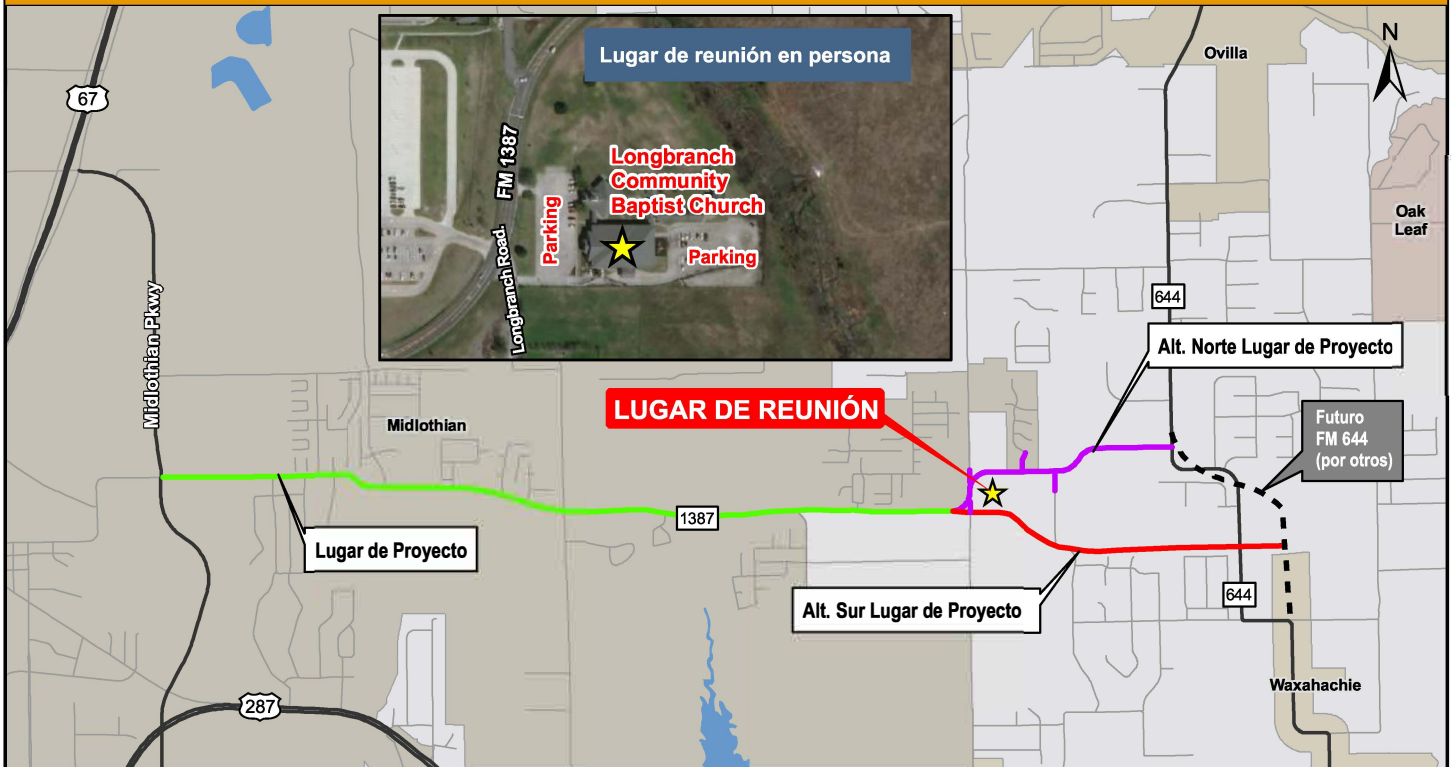 Lugar de reunión en persona
N
Ovilla
67
FM 1387
Longbranch
Community
Baptist Church
Parking
Parking
Longbranch Road.
Oak
Leaf
644
Midlothian Pkwy
Alt. Norte Lugar de Proyecto
LUGAR DE REUNIÓN
Midlothian
Futuro
FM 644
(por otros)
1387
Lugar de Proyecto
Alt. Sur Lugar de Proyecto
644
Waxahachie
287